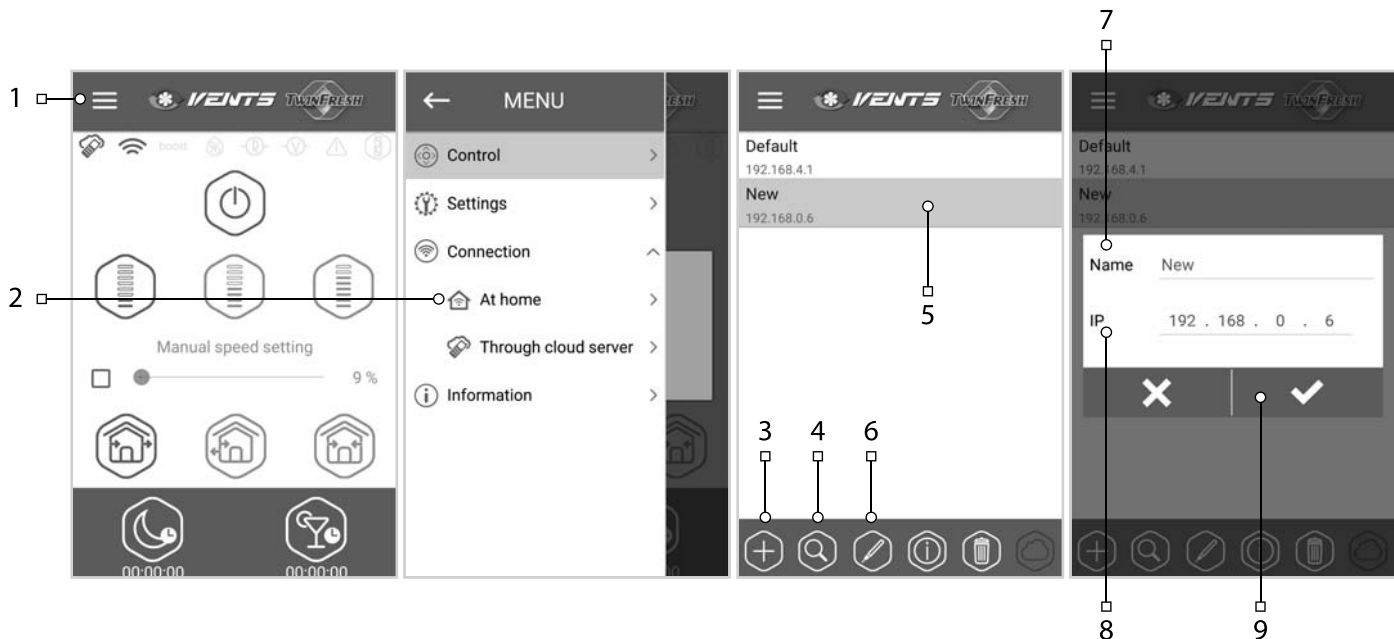 7
1
VENTS TWINFRESH
boost
R
V
Manual speed setting
9 %
00:00:00
00:00:00
2
MENU
Control
Settings
Connection
At home
Through cloud server
Information
RESH
00
VENTS TWINFRESH
Default
192.168.4.1
New
192.168.0.6
5
3 4 6
VENTS TWINFRESH
Default
192.168.4.1
New
192.168.0.6
Name New
IP 192 . 168 . 0 . 6
8 9